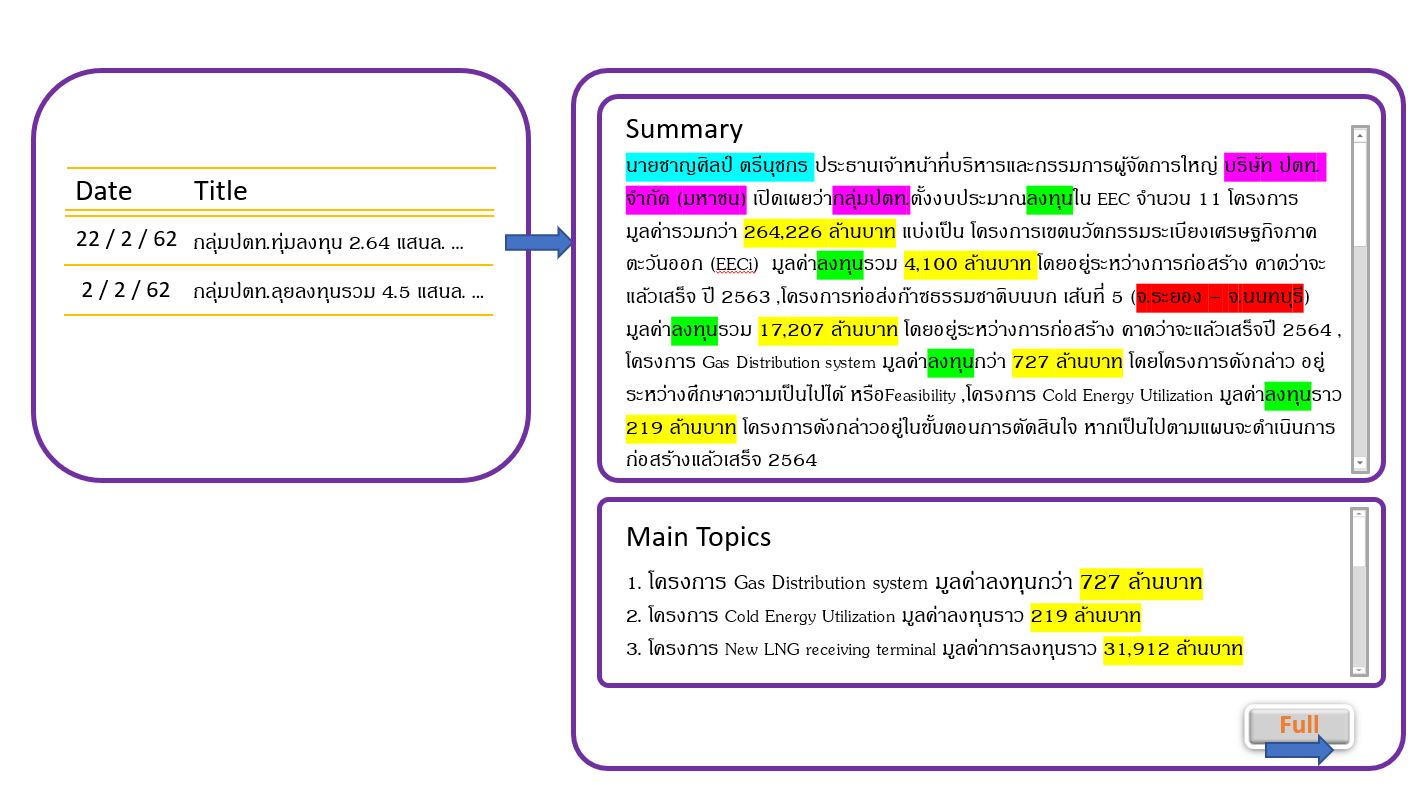 Date Title
22 / 2 / 62 กลุ่มปตท.ทุ่มลงทุน 2.64 แสนล. ...
2 / 2 / 62 กลุ่มปตท.ลุยลงทุนรวม 4.5 แสนล. ...
Summary
นายชาญศิลป์ ตรีนุชกร ประธานเจ้าหน้าที่บริหารและกรรมการผู้จัดการใหญ่ บริษัท ปตท.
จำกัด (มหาชน) เปิดเผยว่ากลุ่มปตท.ตั้งงบประมาณลงทุนใน EEC จำนวน 11 โครงการ
มูลค่ารวมกว่า 264,226 ล้านบาท แบ่งเป็น โครงการเขตนวัตกรรมระเบียงเศรษฐกิจภาค
ตะวันออก (EECi) มูลค่าลงทุนรวม 4,100 ล้านบาท โดยอยู่ระหว่างการก่อสร้าง คาดว่าจะ
แล้วเสร็จ ปี 2563 ,โครงการท่อส่งก๊าซธรรมชาติบนบก เส้นที่ 5 (จ.ระยอง – จ.นนทบุรี)
มูลค่าลงทุนรวม 17,207 ล้านบาท โดยอยู่ระหว่างการก่อสร้าง คาดว่าจะแล้วเสร็จปี 2564 ,
โครงการ Gas Distribution system มูลค่าลงทุนกว่า 727 ล้านบาท โดยโครงการดังกล่าว อยู่
ระหว่างศึกษาความเป็นไปได้ หรือFeasibility ,โครงการ Cold Energy Utilization มูลค่าลงทุนราว
219 ล้านบาท โครงการดังกล่าวอยู่ในขั้นตอนการตัดสินใจ หากเป็นไปตามแผนจะดำเนินการ
ก่อสร้างแล้วเสร็จ 2564
Main Topics
1. โครงการ Gas Distribution system มูลค่าลงทุนกว่า 727 ล้านบาท
2. โครงการ Cold Energy Utilization มูลค่าลงทุนราว 219 ล้านบาท
3. โครงการ New LNG receiving terminal มูลค่าการลงทุนราว 31,912 ล้านบาท
Full